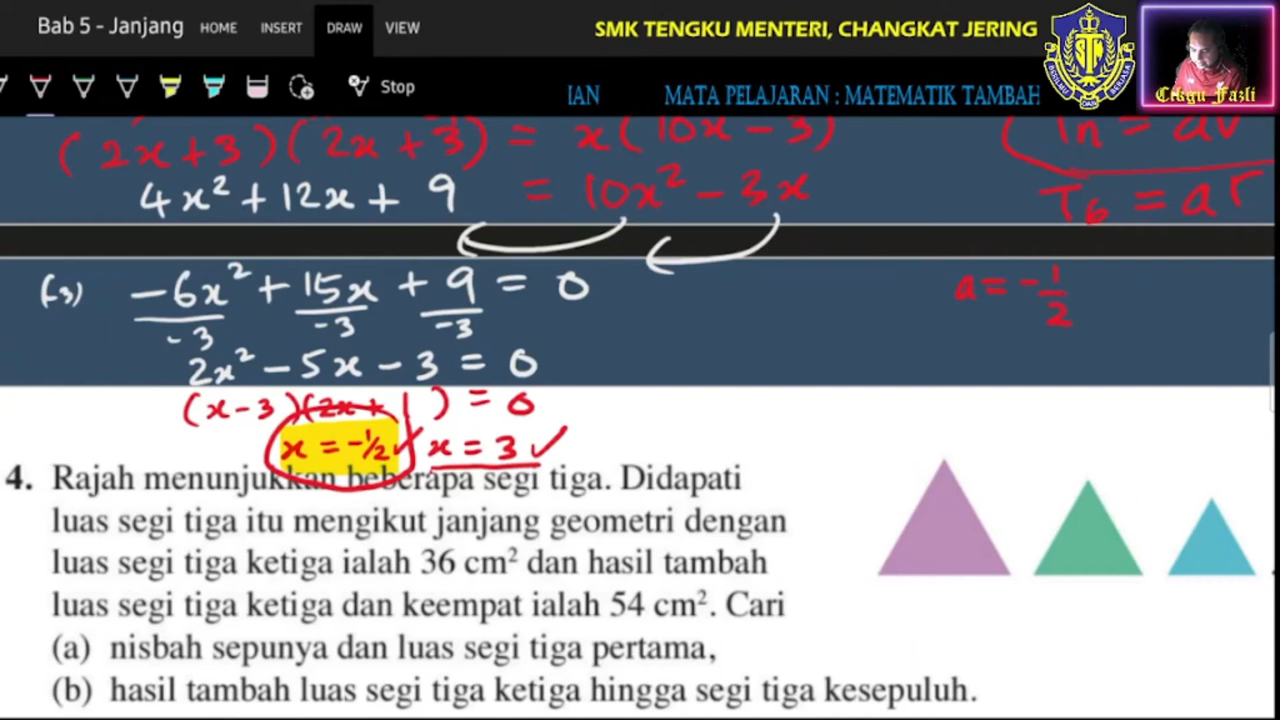 Bab 5 - Janjang HOME INSERT DRAW VIEW
SMK TENGKU MENTERI, CHANGKAT JERING
Stop
IAN MATA PELAJARAN : MATEMATIK TAMBAH
Cikgu Fazli
(2x+3)(2x+3) = x(10x-3)
4x² + 12x + 9 = 10x² - 3x
T₆ = ar
(-3) -6x² + 15x + 9 = 0
-3 -3 -3
a = -1/2
2x² - 5x - 3 = 0
(x-3)(2x+1) = 0
x = -1/2 ✓ x = 3 ✓
4. Rajah menunjukkan beberapa segi tiga. Didapati
luas segi tiga itu mengikut janjang geometri dengan
luas segi tiga ketiga ialah 36 cm² dan hasil tambah
luas segi tiga ketiga dan keempat ialah 54 cm². Cari
(a) nisbah sepunya dan luas segi tiga pertama,
(b) hasil tambah luas segi tiga ketiga hingga segi tiga kesepuluh.